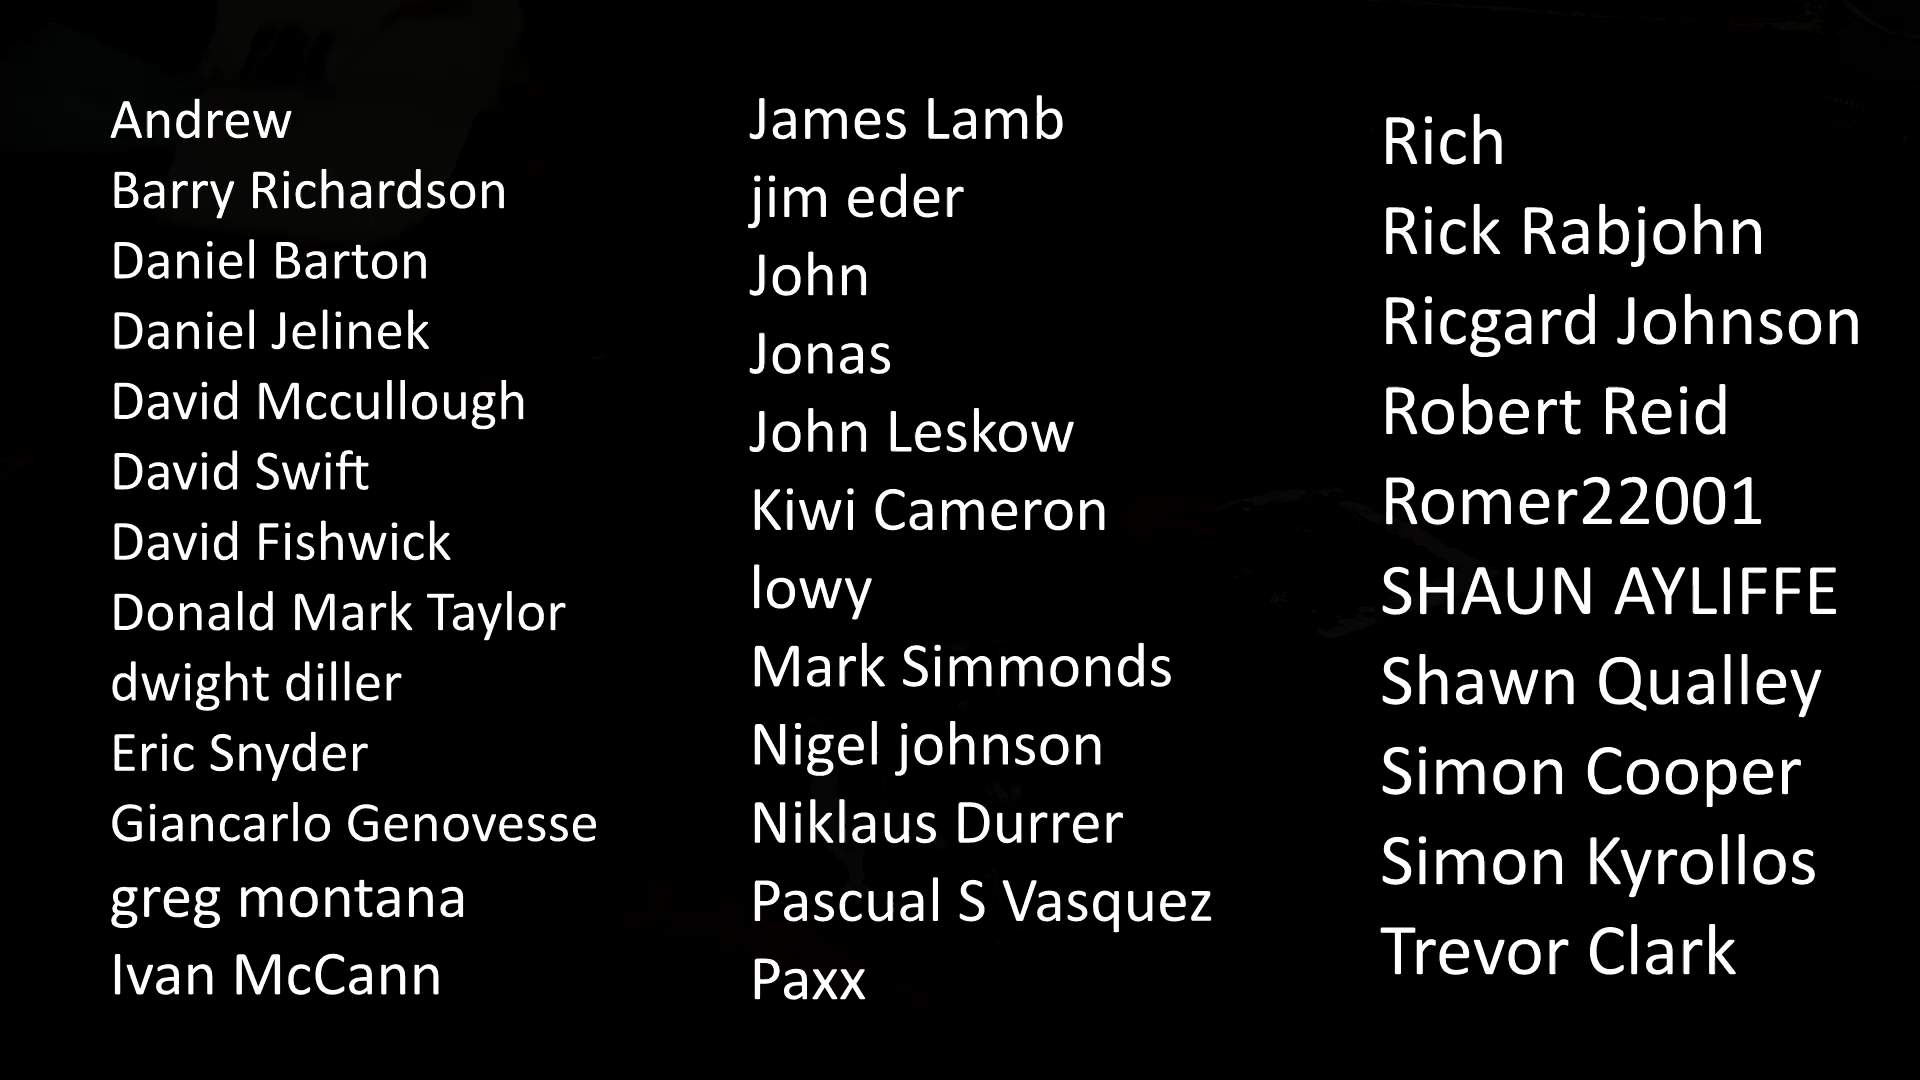 Andrew
Barry Richardson
Daniel Barton
Daniel Jelinek
David Mccullough
David Swift
David Fishwick
Donald Mark Taylor
dwight diller
Eric Snyder
Giancarlo Genovesse
greg montana
Ivan McCann
James Lamb
jim eder
John
Jonas
John Leskow
Kiwi Cameron
lowy
Mark Simmonds
Nigel johnson
Niklaus Durrer
Pascual S Vasquez
Paxx
Rich
Rick Rabjohn
Ricgard Johnson
Robert Reid
Romer22001
SHAUN AYLIFFE
Shawn Qualley
Simon Cooper
Simon Kyrollos
Trevor Clark